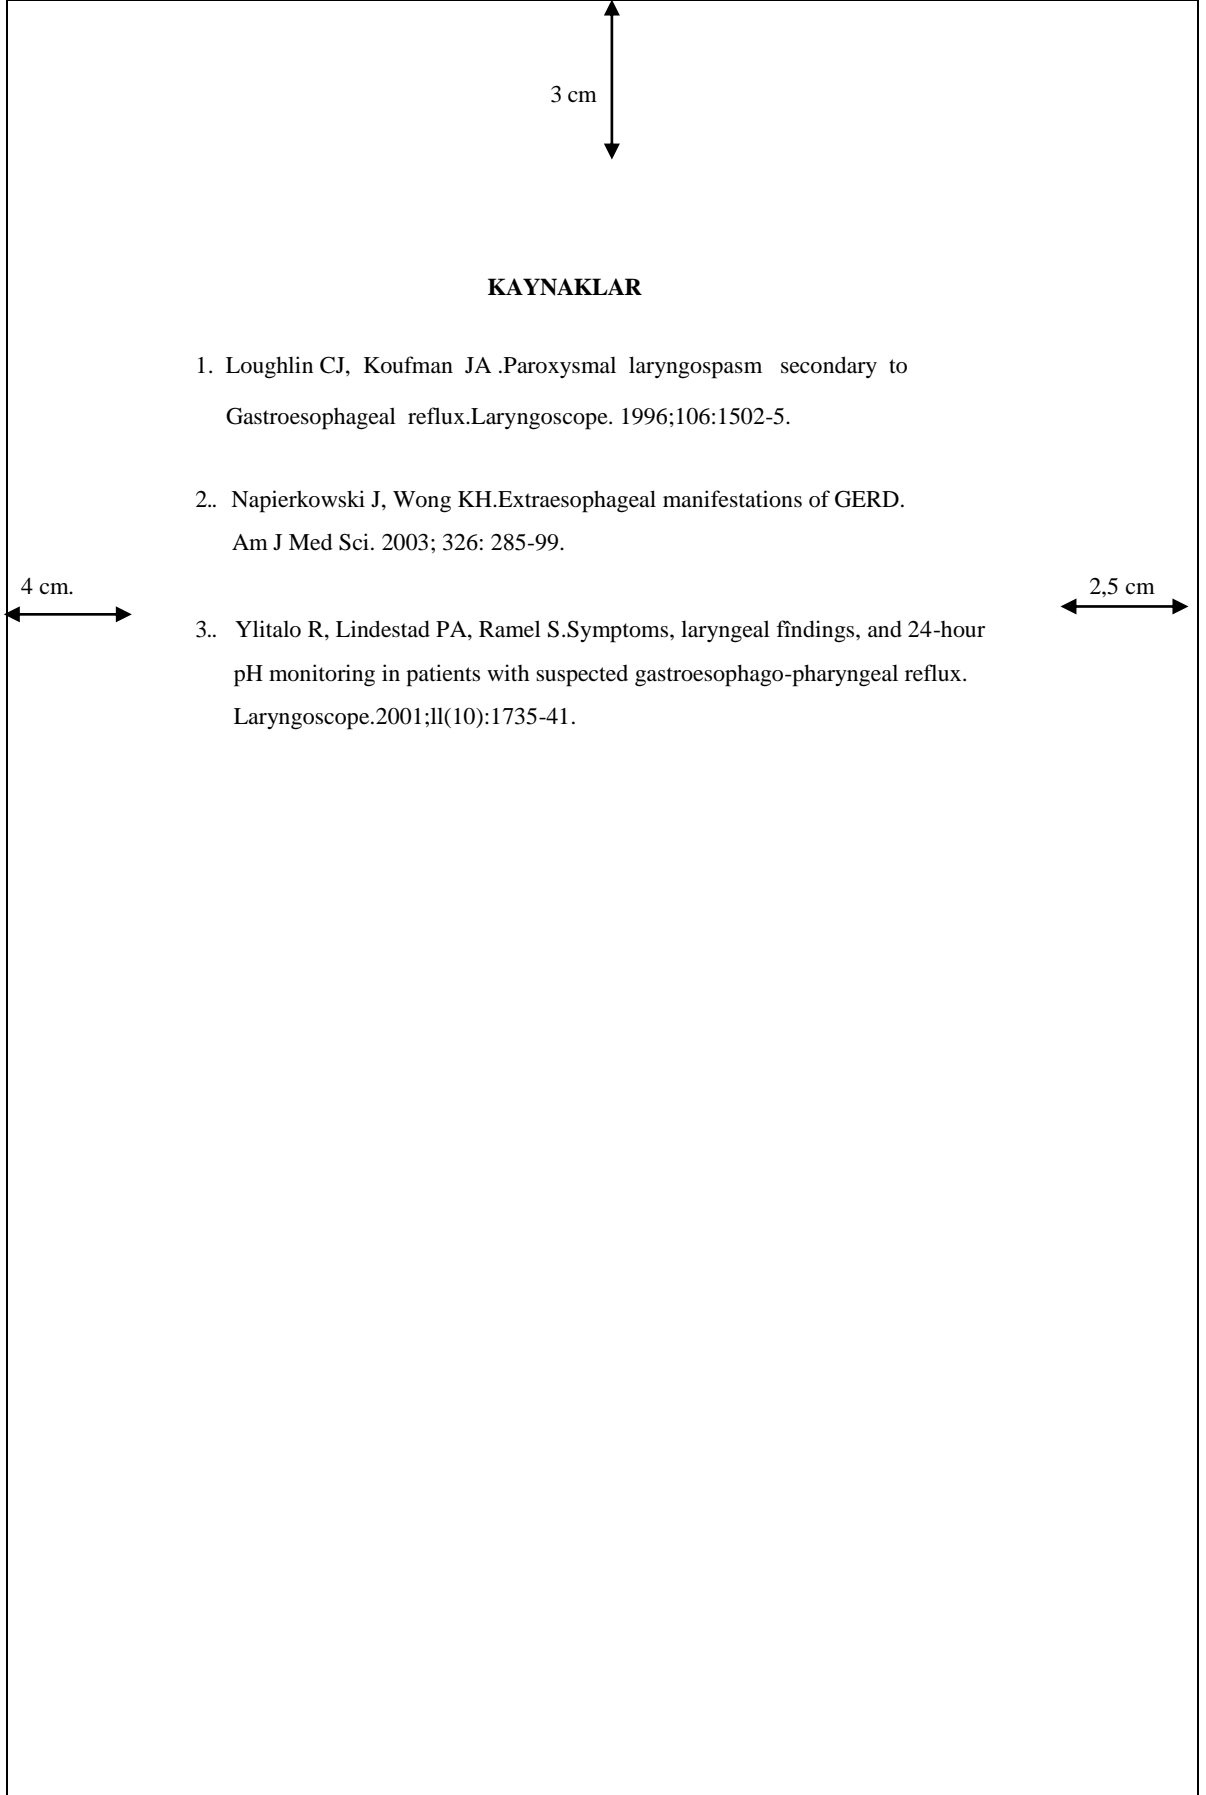 3 cm
KAYNAKLAR
1. Loughlin CJ, Koufman JA .Paroxysmal laryngospasm secondary to
Gastroesophageal reflux.Laryngoscope. 1996;106:1502-5.
2.. Napierkowski J, Wong KH.Extraesophageal manifestations of GERD.
Am J Med Sci. 2003; 326: 285-99.
4 cm.
2,5 cm
3.. Ylitalo R, Lindestad PA, Ramel S.Symptoms, laryngeal fîndings, and 24-hour
pH monitoring in patients with suspected gastroesophago-pharyngeal reflux.
Laryngoscope.2001;ll(10):1735-41.